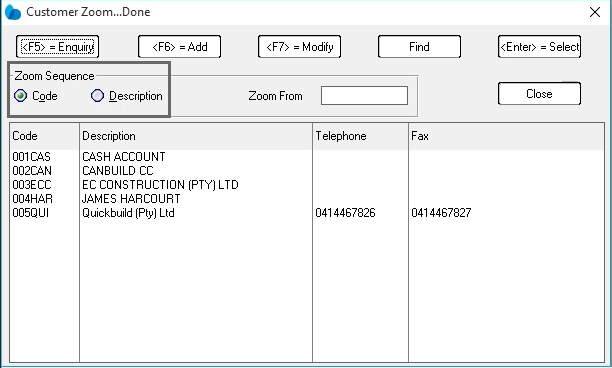 Customer Zoom...Done
<F5> = Enquiry <F6> = Add <F7> = Modify Find <Enter> = Select
Zoom Sequence
Code Description Zoom From Close
Code Description Telephone Fax
001CAS CASH ACCOUNT
002CAN CANBUILD CC
003ECC EC CONSTRUCTION (PTY) LTD
004HAR JAMES HARCOURT
005QUI Quickbuild (Pty) Ltd 0414467826 0414467827